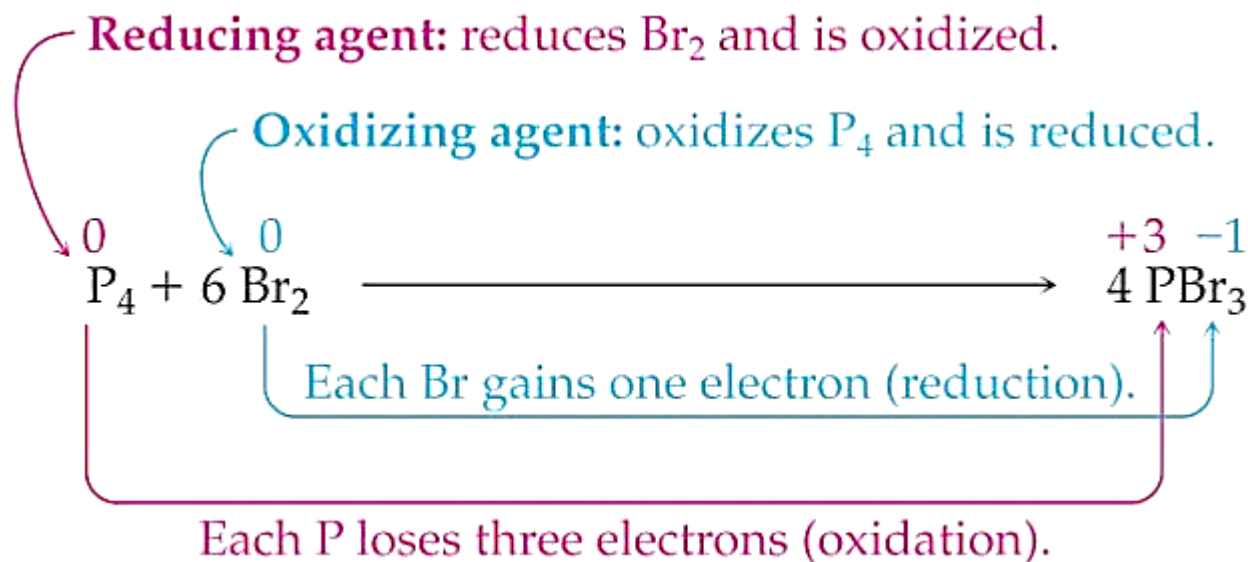 Reducing agent: reduces Br₂ and is oxidized.
Oxidizing agent: oxidizes P₄ and is reduced.
0 0 +3 −1
P₄ + 6 Br₂ ⟶ 4 PBr₃
Each Br gains one electron (reduction).
Each P loses three electrons (oxidation).